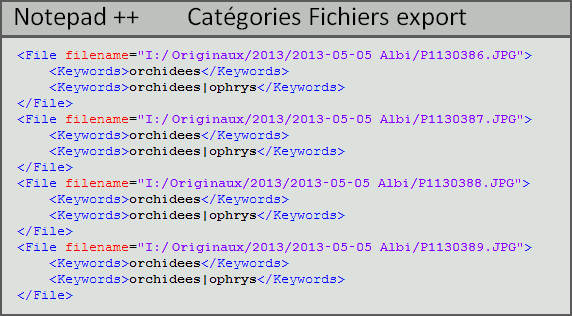 Notepad ++ Catégories Fichiers export
<File filename="I:/Originaux/2013/2013-05-05 Albi/P1130386.JPG">
<Keywords>orchidees</Keywords>
<Keywords>orchidees|ophrys</Keywords>
</File>
<File filename="I:/Originaux/2013/2013-05-05 Albi/P1130387.JPG">
<Keywords>orchidees</Keywords>
<Keywords>orchidees|ophrys</Keywords>
</File>
<File filename="I:/Originaux/2013/2013-05-05 Albi/P1130388.JPG">
<Keywords>orchidees</Keywords>
<Keywords>orchidees|ophrys</Keywords>
</File>
<File filename="I:/Originaux/2013/2013-05-05 Albi/P1130389.JPG">
<Keywords>orchidees</Keywords>
<Keywords>orchidees|ophrys</Keywords>
</File>